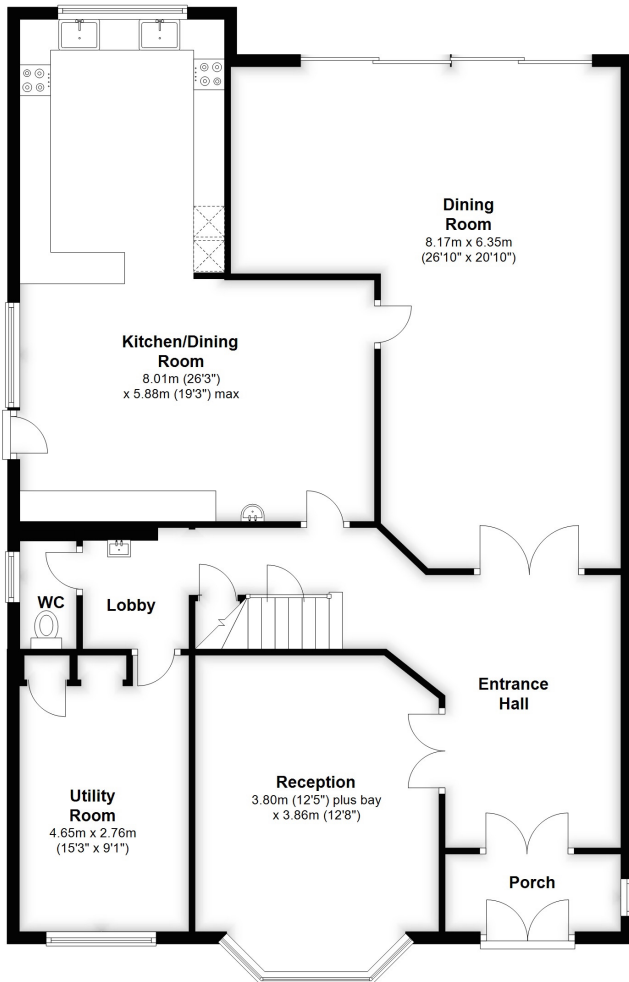 Dining
Room
8.17m x 6.35m
(26'10" x 20'10")
Kitchen/Dining
Room
8.01m (26'3")
x 5.88m (19'3") max
WC
Lobby
Entrance
Hall
Utility
Room
4.65m x 2.76m
(15'3" x 9'1")
Reception
3.80m (12'5") plus bay
x 3.86m (12'8")
Porch